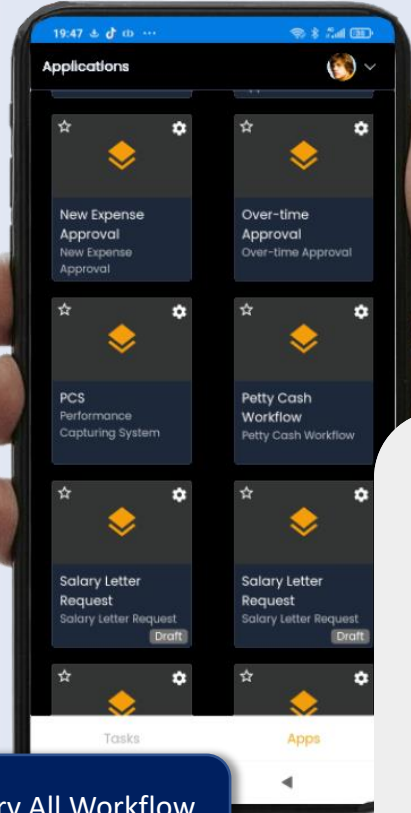 19:47
Applications
New Expense
Approval
New Expense
Approval
Over-time
Approval
Over-time Approval
PCS
Performance
Capturing System
Petty Cash
Workflow
Petty Cash Workflow
Salary Letter
Request
Salary Letter Request
Draft
Salary Letter
Request
Salary Letter Request
Draft
Tasks
Apps
All Workflow